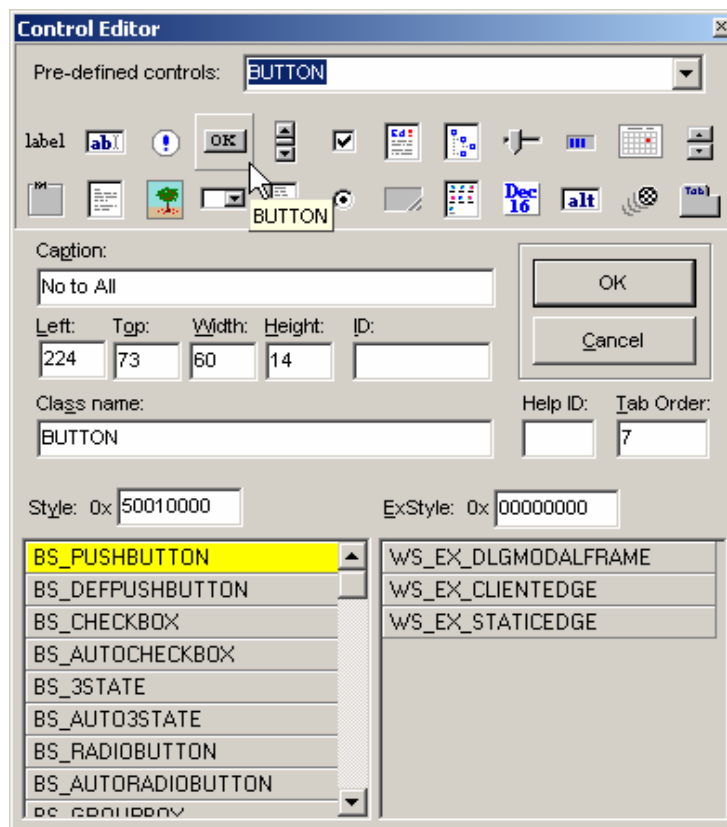 Control Editor
Pre-defined controls: BUTTON
label ab OK Ed:
Dec 16 alt Tab
BUTTON
Caption:
No to All
OK
Left: Top: Width: Height: ID:
224 73 60 14
Cancel
Class name: Help ID: Tab Order:
BUTTON 7
Style: 0x 50010000 ExStyle: 0x 00000000
BS_PUSHBUTTON WS_EX_DLGMODALFRAME
BS_DEFPUSHBUTTON WS_EX_CLIENTEDGE
BS_CHECKBOX WS_EX_STATICEDGE
BS_AUTOCHECKBOX
BS_3STATE
BS_AUTO3STATE
BS_RADIOBUTTON
BS_AUTORADIOBUTTON
BS_GROUPBOX